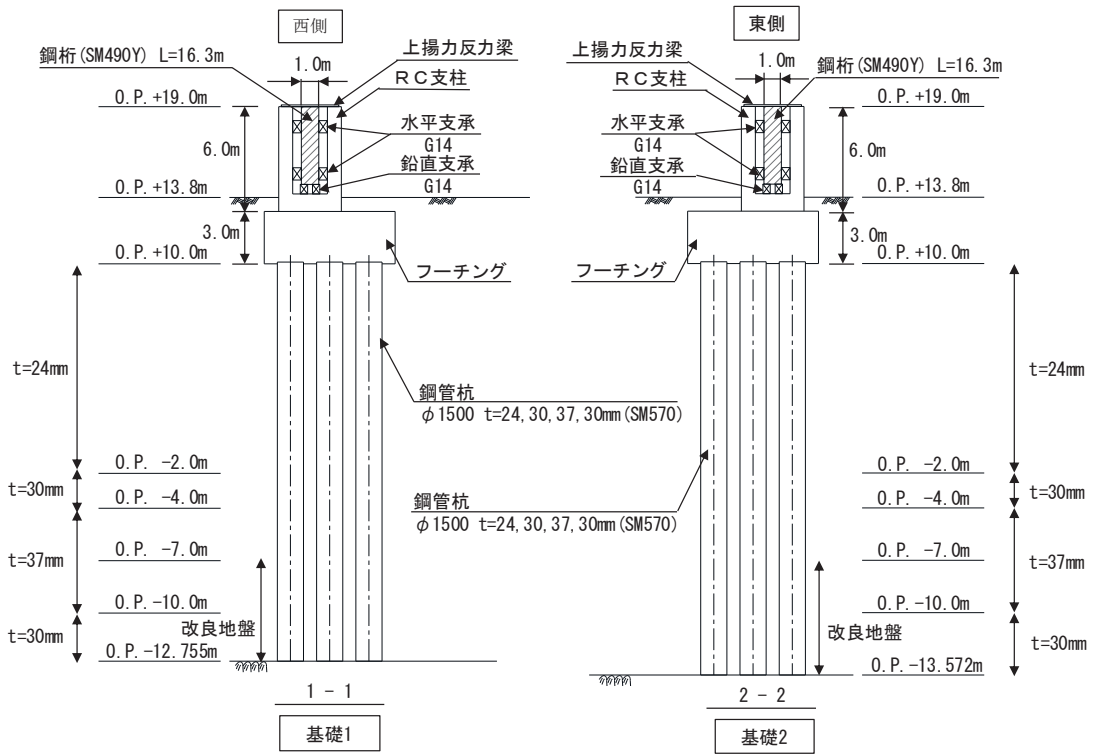 西側
鋼桁(SM490Y) L=16.3m
1.0m
上揚力反力梁
RC支柱
O.P.+19.0m
水平支承
G14
6.0m
鉛直支承
G14
O.P.+13.8m
3.0m
O.P.+10.0m
フーチング
t=24mm
鋼管杭
φ1500 t=24,30,37,30mm(SM570)
O.P. -2.0m
t=30mm
O.P. -4.0m
O.P. -7.0m
t=37mm
O.P.-10.0m
改良地盤
t=30mm
O.P.-12.755m
1 - 1
基礎1
東側
上揚力反力梁
1.0m
鋼桁(SM490Y) L=16.3m
RC支柱
O.P.+19.0m
水平支承
G14
6.0m
鉛直支承
G14
O.P.+13.8m
3.0m
O.P.+10.0m
フーチング
t=24mm
O.P. -2.0m
鋼管杭
φ1500 t=24,30,37,30mm(SM570)
t=30mm
O.P. -4.0m
O.P. -7.0m
t=37mm
O.P.-10.0m
改良地盤
t=30mm
O.P.-13.572m
2 - 2
基礎2